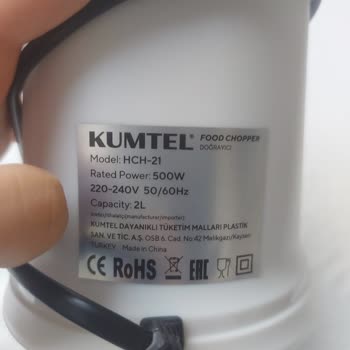 KUMTEL® FOOD CHOPPER
DOĞRAYICI
Model: HCH-21
Rated Power: 500W
220-240V 50/60Hz
Capacity: 2L
KUMTEL DAYANIKLI TÜKETİM MALLARI PLASTİK
SAN. VE TİC. A.Ş. OSB 6. Cad. No:42 Melikgazi/Kayseri
TURKEY Made in China
CE RoHS EAC